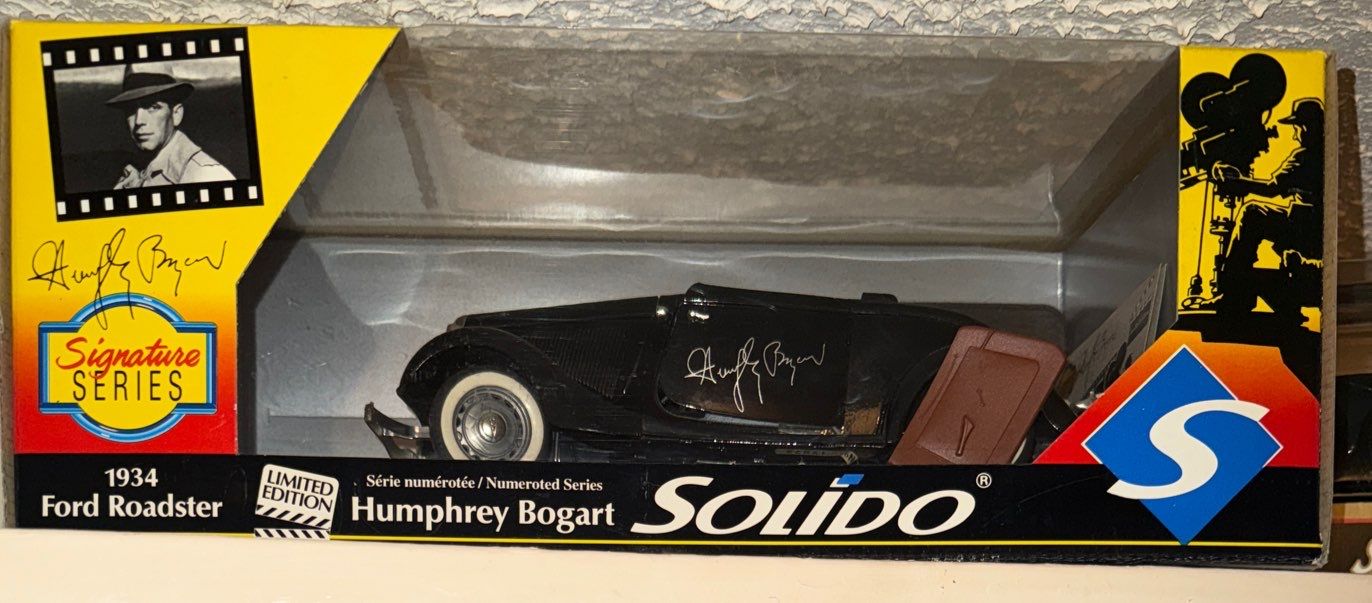 Humphrey Bogart
Signature
SERIES
1934
Ford Roadster
LIMITED
EDITION
Série numérotée / Numeroted Series
Humphrey Bogart
SOLIDO®
Humphrey Bogart
S